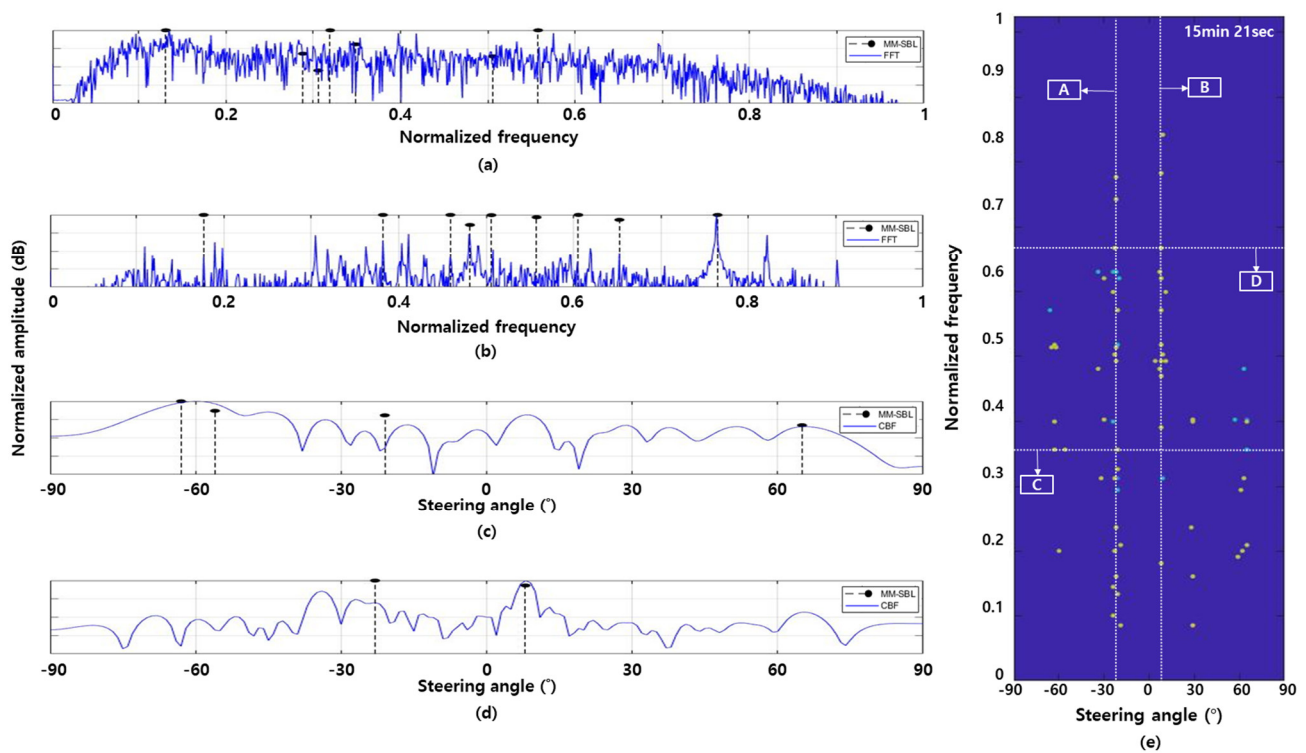 Normalized amplitude (dB)
MM-SBL
FFT
0 0.2 0.4 0.6 0.8 1
Normalized frequency
(a)
MM-SBL
FFT
0 0.2 0.4 0.6 0.8 1
Normalized frequency
(b)
MM-SBL
CBF
-90 -60 -30 0 30 60 90
Steering angle (°)
(c)
MM-SBL
CBF
-90 -60 -30 0 30 60 90
Steering angle (°)
(d)
15min 21sec
A
B
C
D
Normalized frequency
1
0.9
0.8
0.7
0.6
0.5
0.4
0.3
0.2
0.1
0
-90 -60 -30 0 30 60 90
Steering angle (°)
(e)